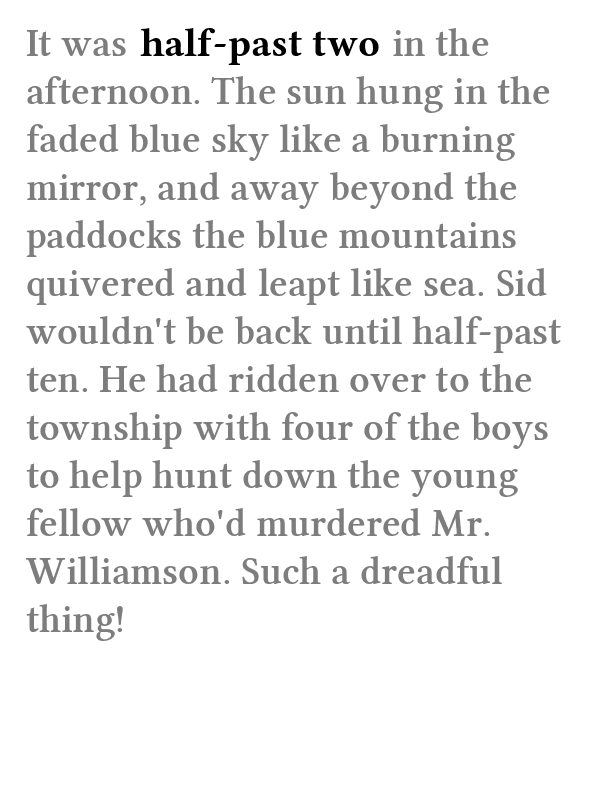 It was half-past two in the
afternoon. The sun hung in the
faded blue sky like a burning
mirror, and away beyond the
paddocks the blue mountains
quivered and leapt like sea. Sid
wouldn't be back until half-past
ten. He had ridden over to the
township with four of the boys
to help hunt down the young
fellow who'd murdered Mr.
Williamson. Such a dreadful
thing!